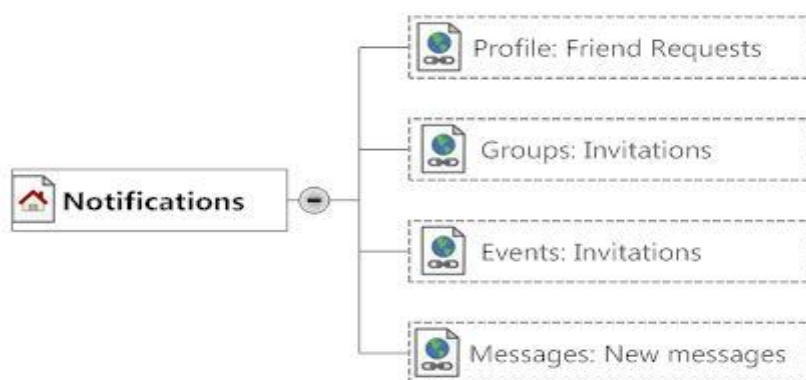 Profile: Friend Requests
Groups: Invitations
Notifications
Events: Invitations
Messages: New messages